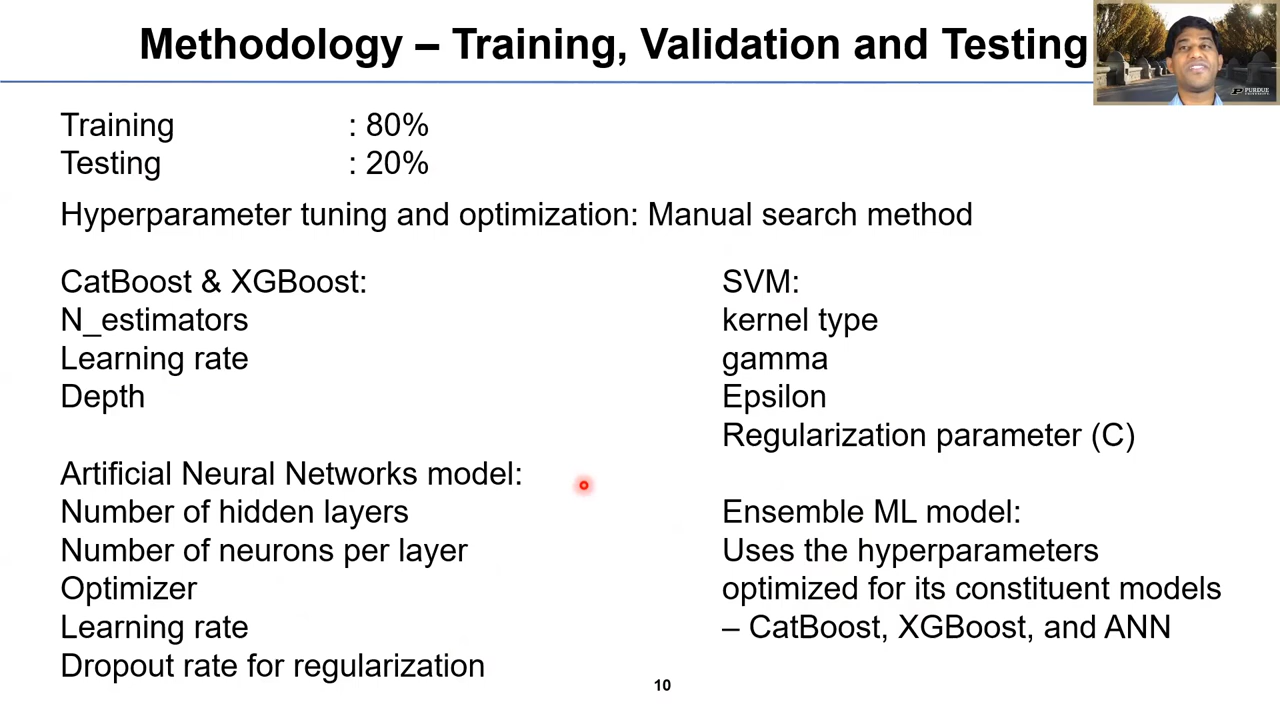 Methodology – Training, Validation and Testing
PURDUE
UNIVERSITY
Training : 80%
Testing : 20%
Hyperparameter tuning and optimization: Manual search method
CatBoost & XGBoost:
N_estimators
Learning rate
Depth
Artificial Neural Networks model:
Number of hidden layers
Number of neurons per layer
Optimizer
Learning rate
Dropout rate for regularization
SVM:
kernel type
gamma
Epsilon
Regularization parameter (C)
Ensemble ML model:
Uses the hyperparameters
optimized for its constituent models
– CatBoost, XGBoost, and ANN
10